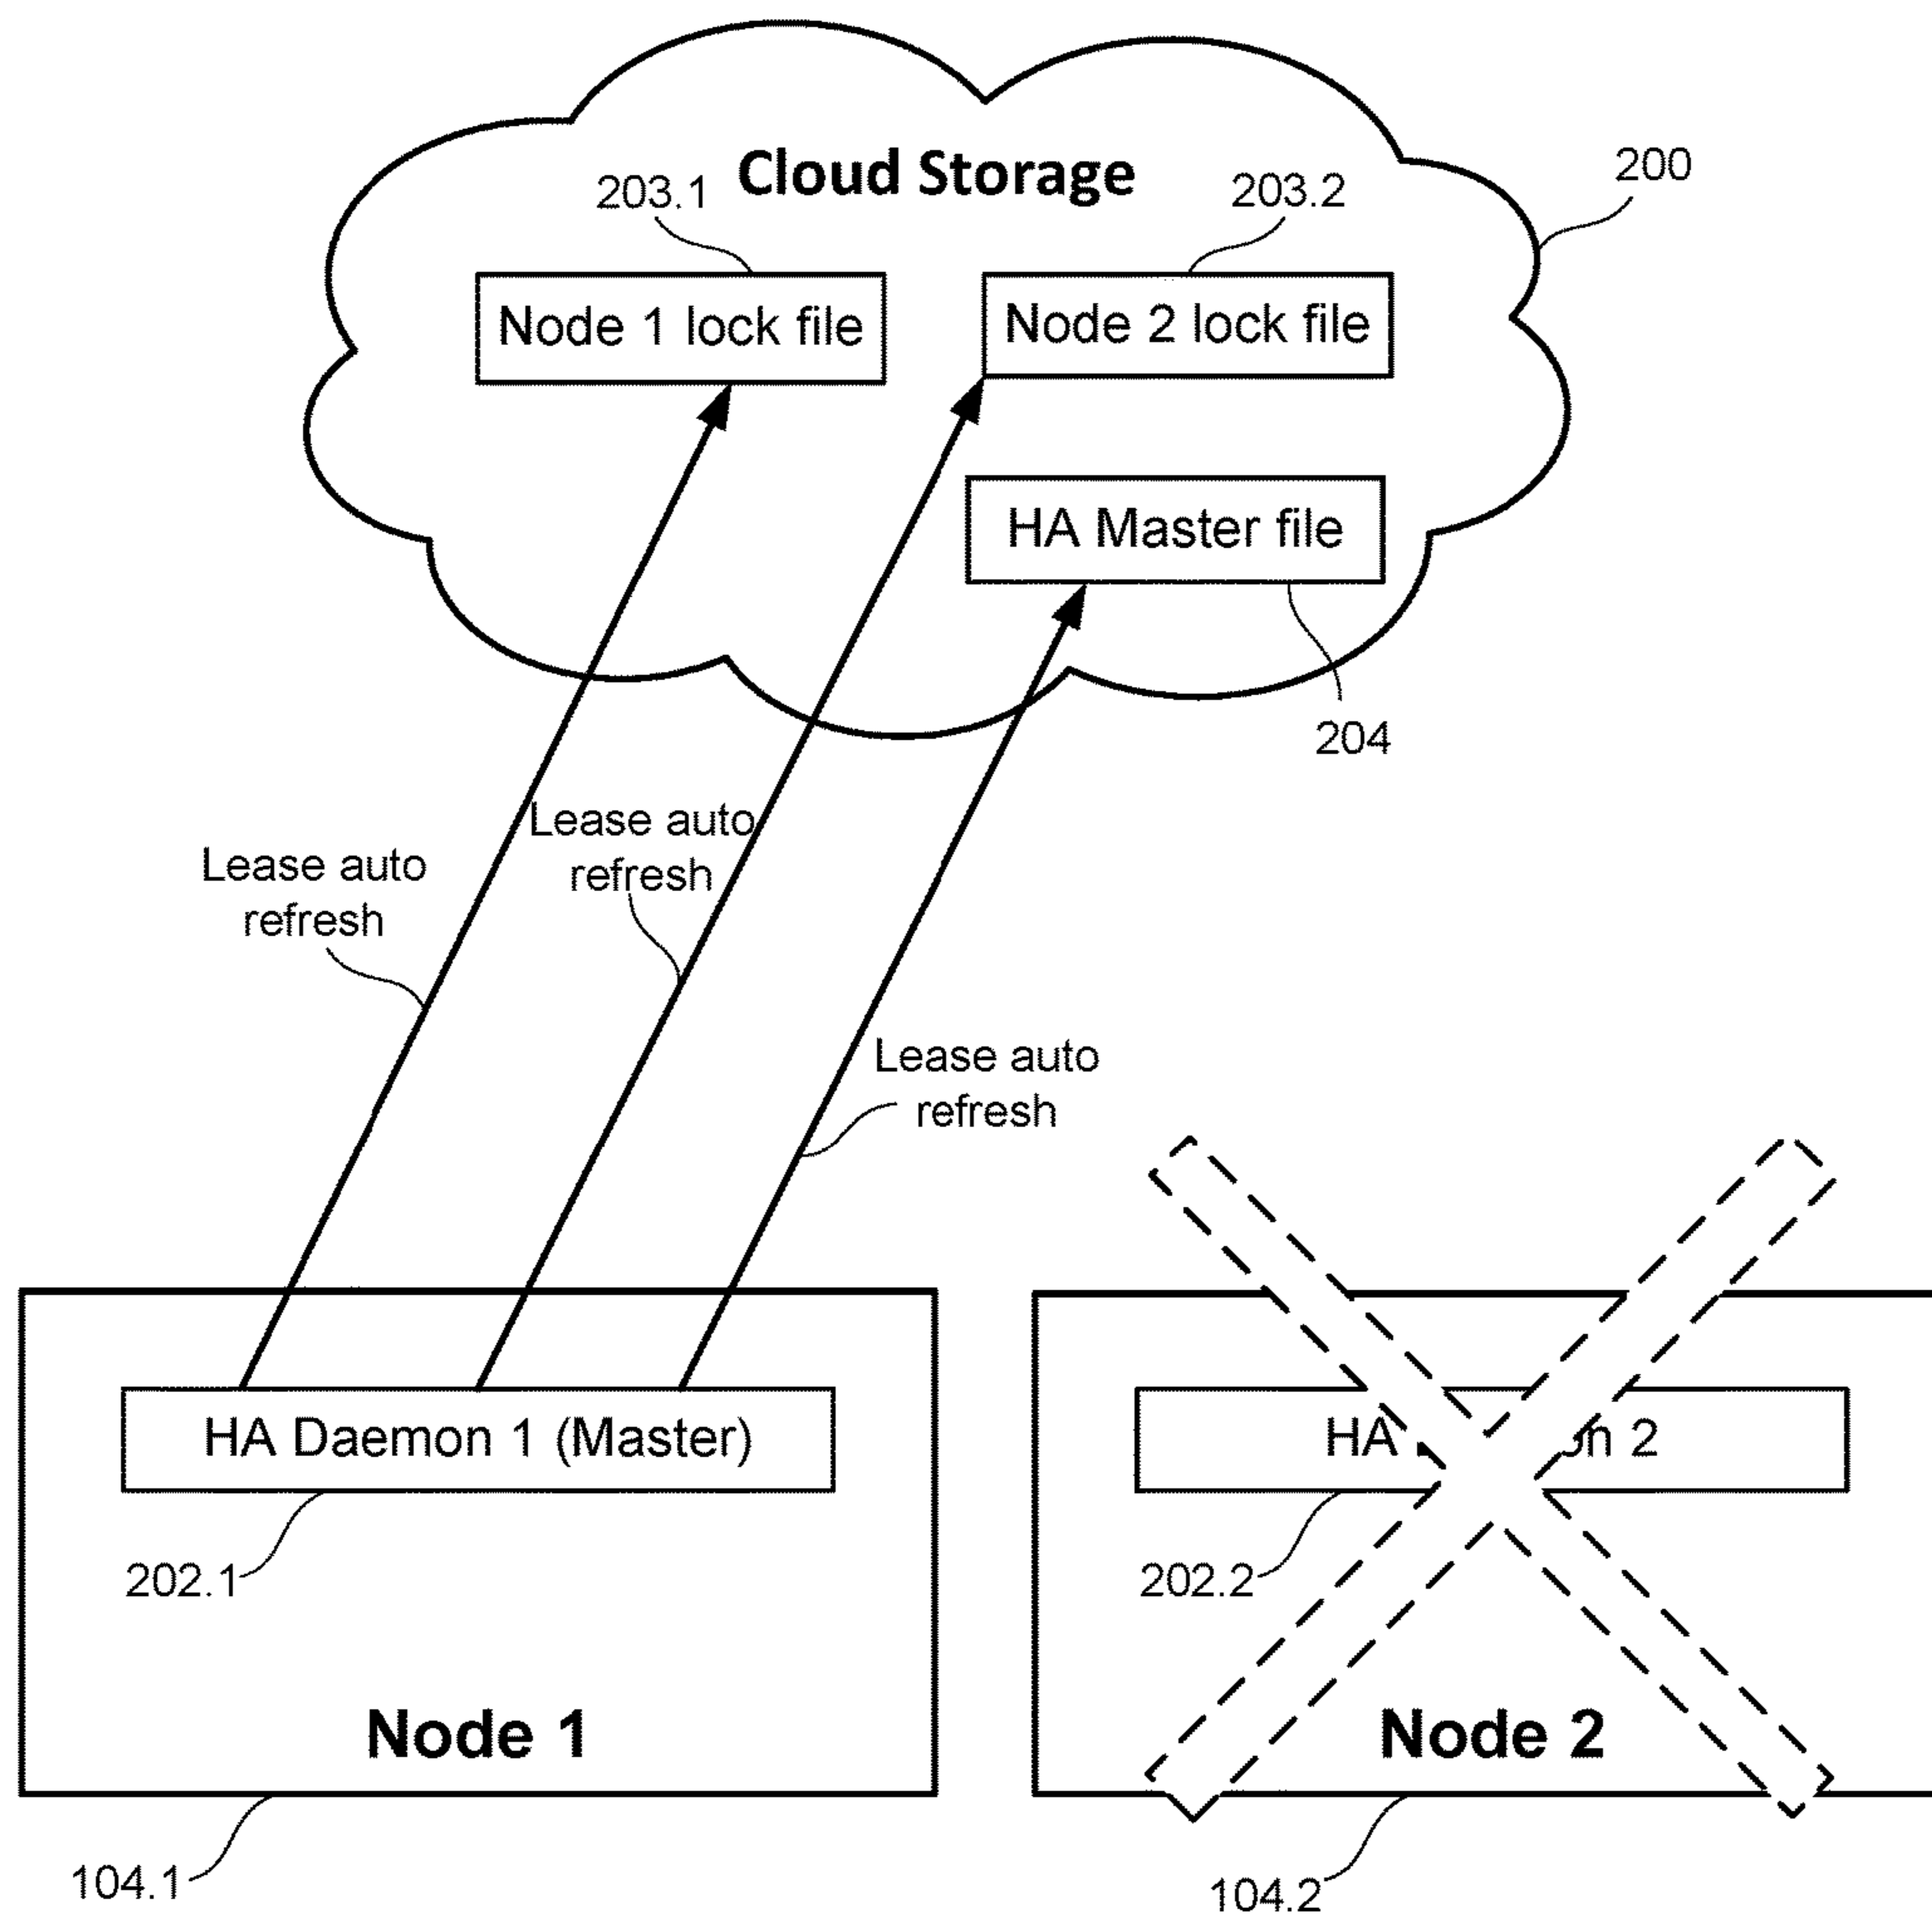 Cloud Storage
200
203.1
203.2
Node 1 lock file
Node 2 lock file
HA Master file
204
Lease auto
refresh
Lease auto
refresh
Lease auto
refresh
HA Daemon 1 (Master)
HA
n 2
202.1
202.2
Node 1
Node 2
104.1
104.2